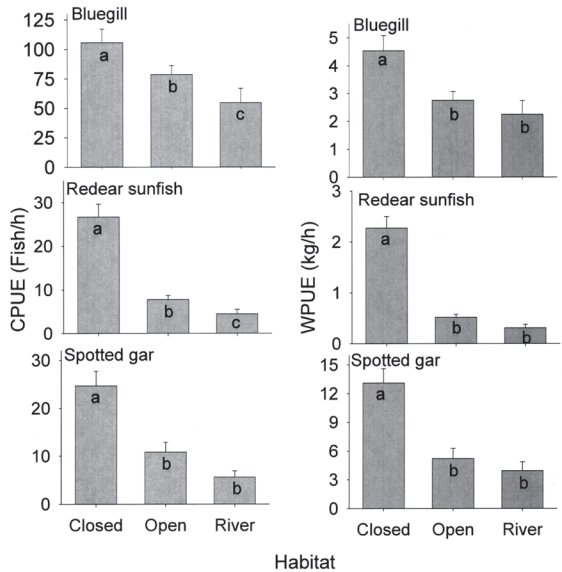 Bluegill
125
100
75
50
25
0
a
b
c
Redear sunfish
30
20
10
0
a
b
c
Spotted gar
30
20
10
0
a
b
b
Closed Open River
CPUE (Fish/h)
Bluegill
5
4
3
2
1
0
a
b
b
Redear sunfish
3
2
1
0
a
b
b
Spotted gar
15
12
9
6
3
0
a
b
b
Closed Open River
WPUE (kg/h)
Habitat